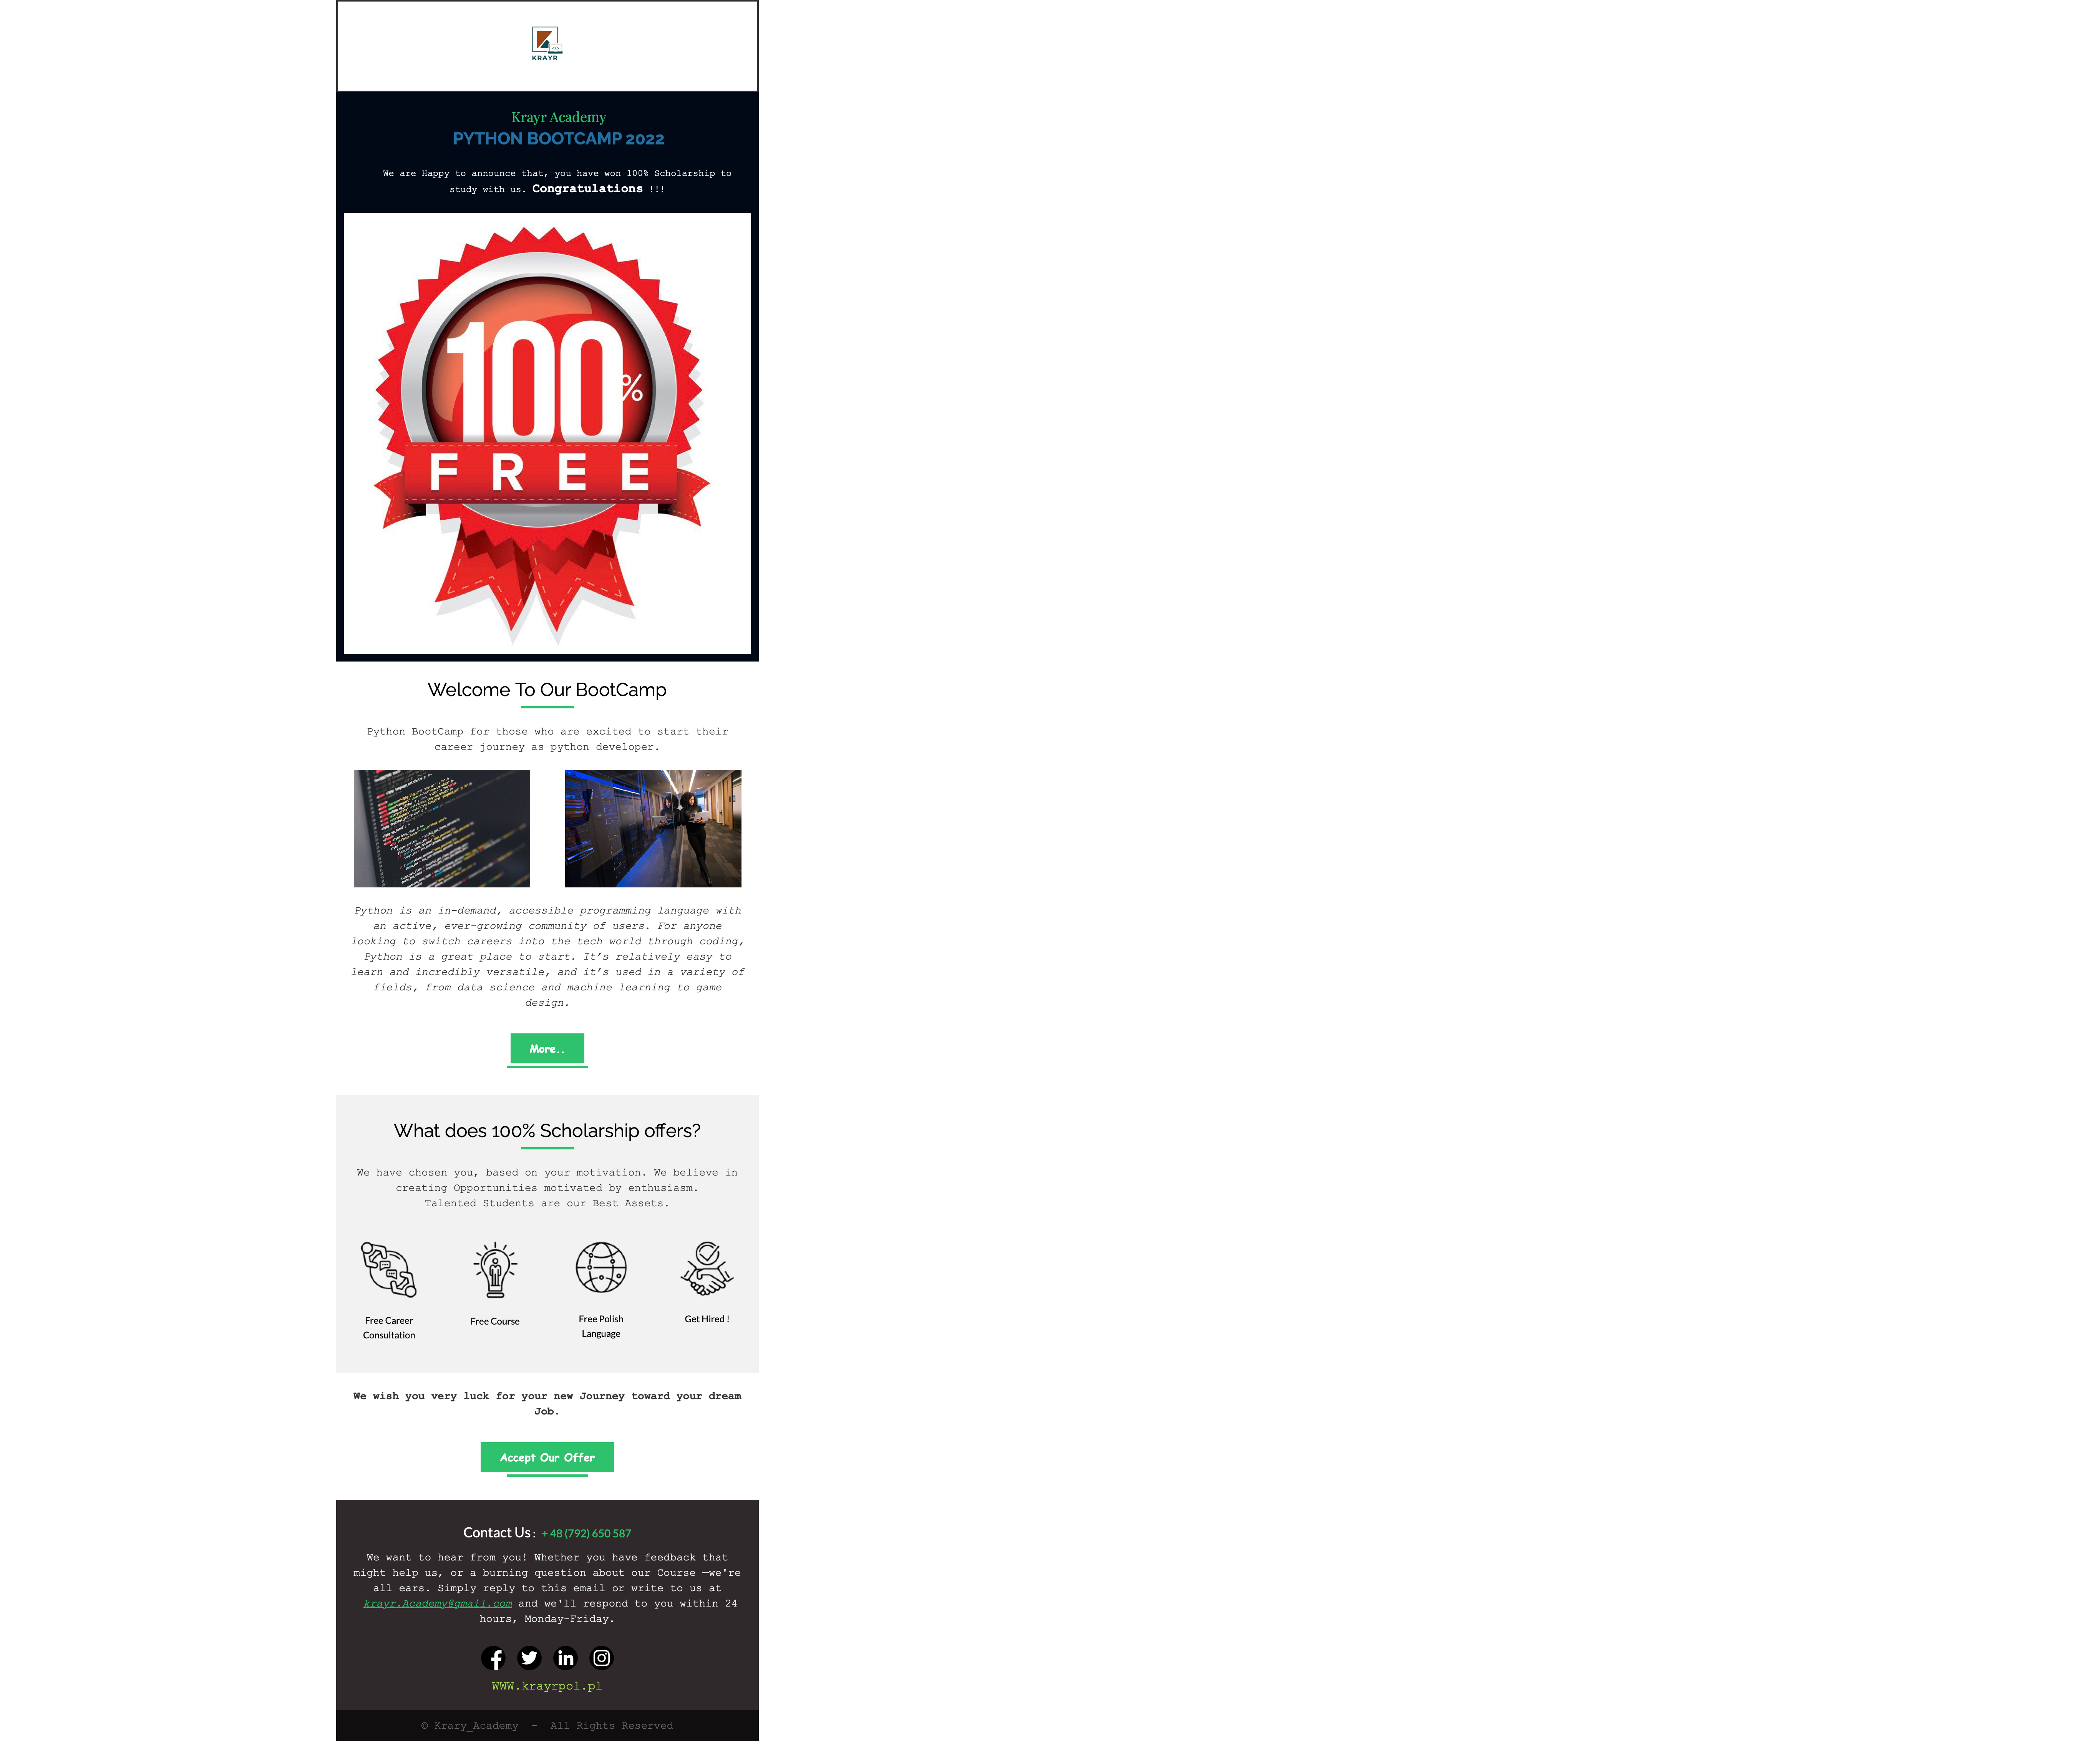 KRAYR
Krayr Academy
PYTHON BOOTCAMP 2022
We are Happy to announce that, you have won 100% Scholarship to
study with us. Congratulations !!!
100%
FREE
Welcome To Our BootCamp
Python BootCamp for those who are excited to start their
career journey as python developer.
Python is an in-demand, accessible programming language with
an active, ever-growing community of users. For anyone
looking to switch careers into the tech world through coding,
Python is a great place to start. It’s relatively easy to
learn and incredibly versatile, and it’s used in a variety of
fields, from data science and machine learning to game
design.
More..
What does 100% Scholarship offers?
We have chosen you, based on your motivation. We believe in
creating Opportunities motivated by enthusiasm.
Talented Students are our Best Assets.
Free Career
Consultation
Free Course
Free Polish
Language
Get Hired !
We wish you very luck for your new Journey toward your dream
Job.
Accept Our Offer
Contact Us : + 48 (792) 650 587
We want to hear from you! Whether you have feedback that
might help us, or a burning question about our Course —we're
all ears. Simply reply to this email or write to us at
krayr.Academy@gmail.com and we'll respond to you within 24
hours, Monday-Friday.
WWW.krayrpol.pl
© Krary_Academy - All Rights Reserved